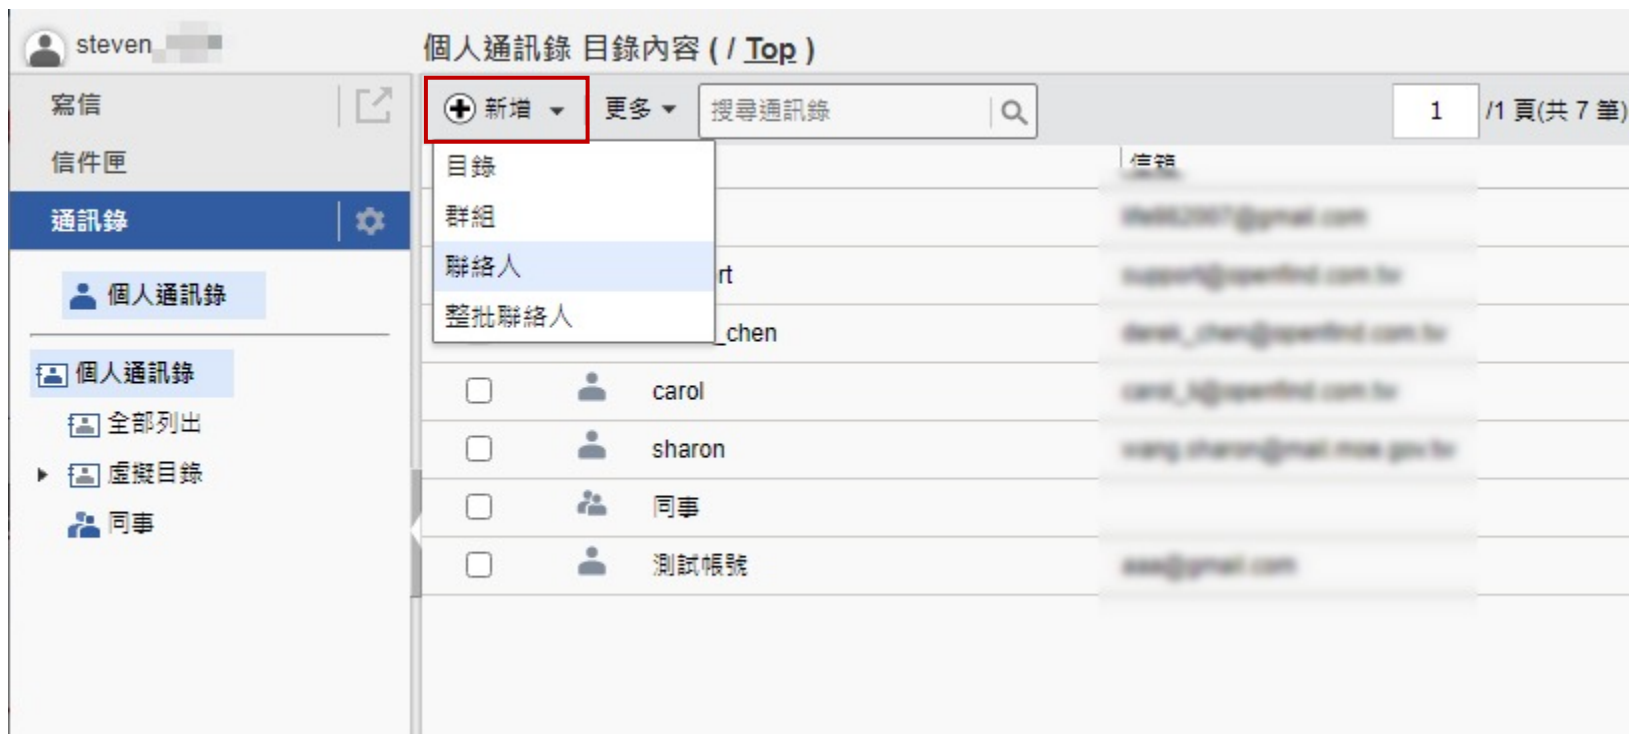 steven_
個人通訊錄 目錄內容 ( / Top )
寫信
新增
更多
搜尋通訊錄
1
/1 頁(共 7 筆)
信件匣
目錄
信箱
通訊錄
群組
聯絡人
rt
個人通訊錄
整批聯絡人
_chen
個人通訊錄
carol
全部列出
sharon
虛擬目錄
同事
同事
測試帳號